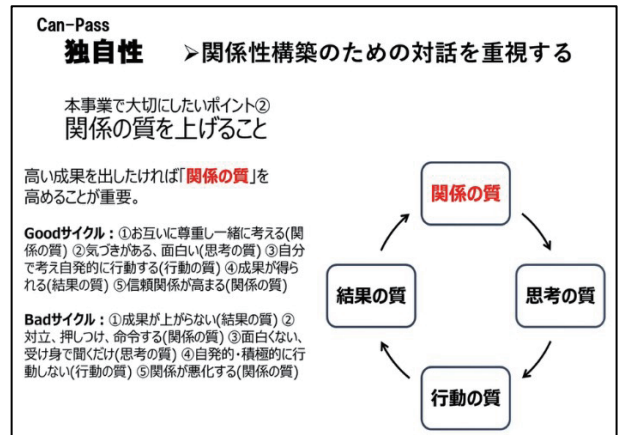 Can-Pass
独自性 ➢関係性構築のための対話を重視する
本事業で大切にしたいポイント②
関係の質を上げること
高い成果を出したければ「関係の質」を
高めることが重要。
Goodサイクル：①お互いに尊重し一緒に考える(関
係の質) ②気づきがある、面白い(思考の質) ③自分
で考え自発的に行動する(行動の質) ④成果が得ら
れる(結果の質) ⑤信頼関係が高まる(関係の質)
Badサイクル：①成果が上がらない(結果の質) ②
対立、押しつけ、命令する(関係の質) ③面白くない、
受け身で聞くだけ(思考の質) ④自発的・積極的に行
動しない(行動の質) ⑤関係が悪化する(関係の質)
関係の質
結果の質
思考の質
行動の質